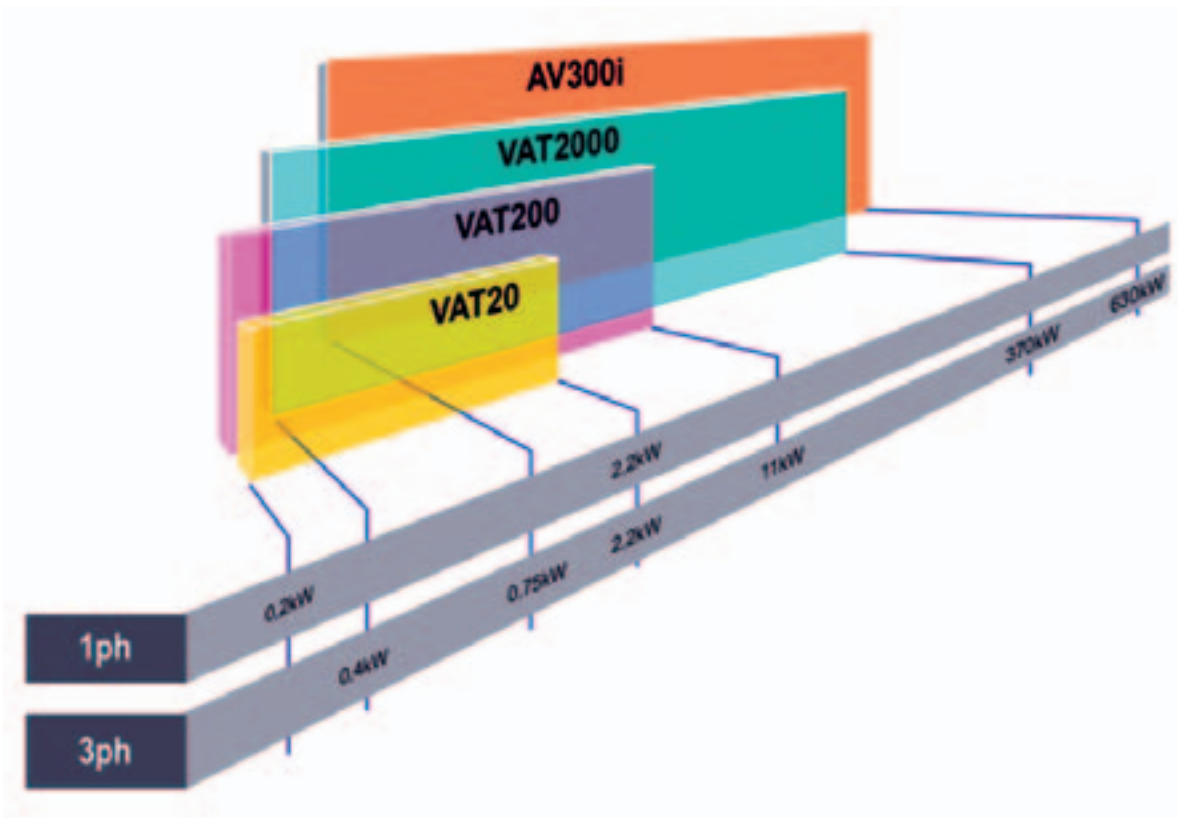 AV300i
VAT2000
VAT200
VAT20
630kW
370kW
2.2kW
11kW
2.2kW
0.75kW
0.2kW
1ph
0.4kW
3ph